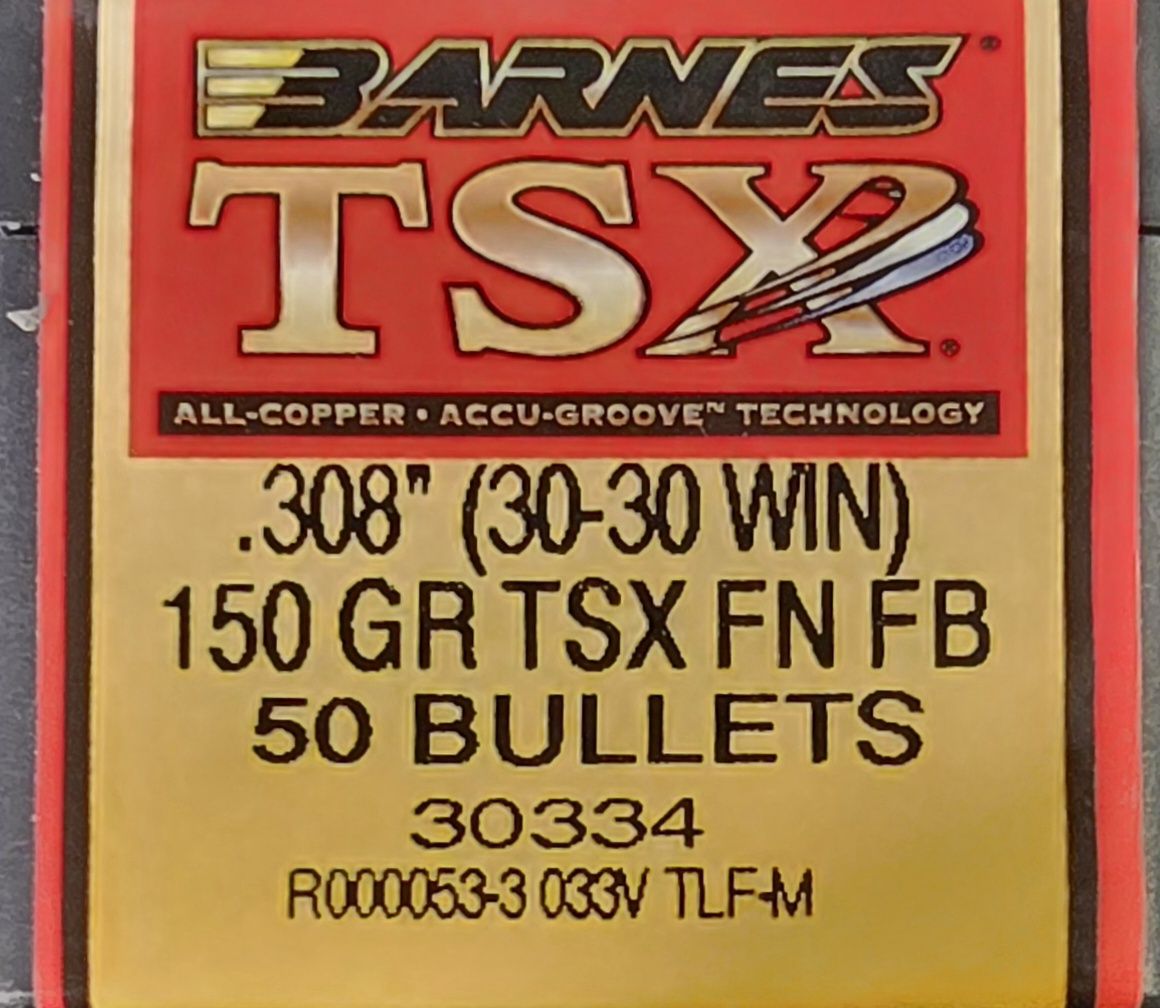 BARNES®
TSX®
ALL-COPPER • ACCU-GROOVE™ TECHNOLOGY
.308" (30-30 WIN)
150 GR TSX FN FB
50 BULLETS
30334
R000053-3 033V TLF-M